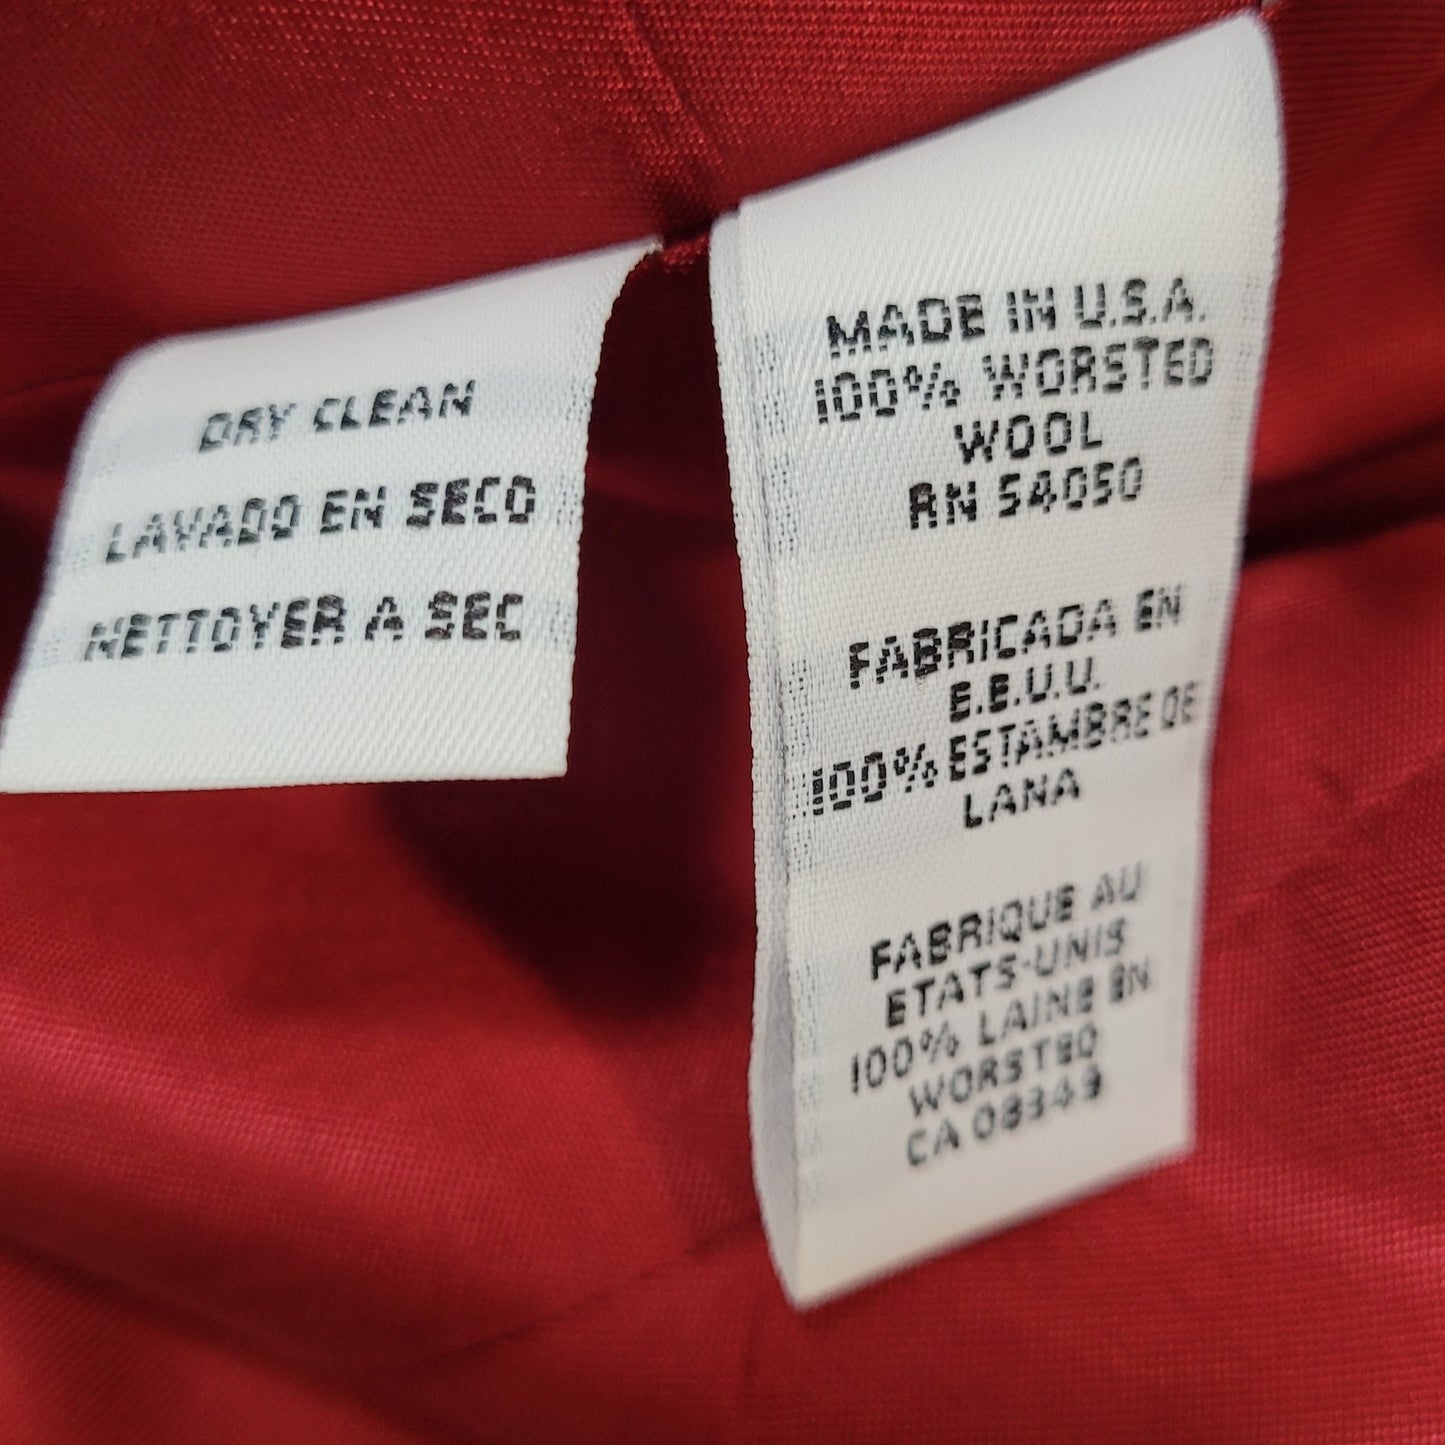 DRY CLEAN
LAVADO EN SECO
NETTOYER A SEC
MADE IN U.S.A.
100% WORSTED
WOOL
RN 54050
FABRICADA EN
E.E.U.U.
100% ESTAMBRE DE
LANA
FABRIQUE AU
ETATS-UNIS
100% LAINE EN
WORSTED
CA 08349